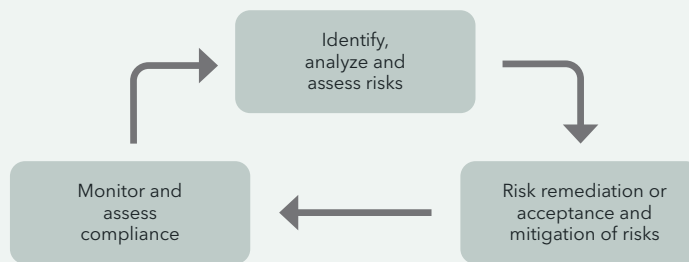 Identify,
analyze and
assess risks
Risk remediation or
acceptance and
mitigation of risks
Monitor and
assess
compliance